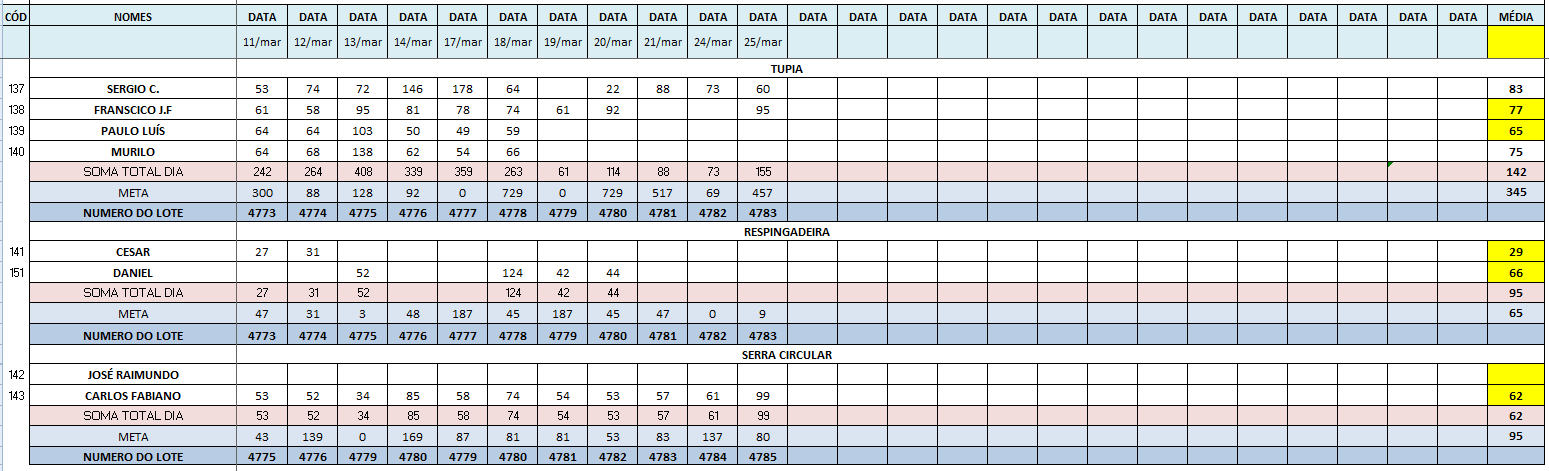 CÓD NOMES DATA DATA DATA DATA DATA DATA DATA DATA DATA DATA DATA DATA DATA DATA DATA DATA DATA DATA DATA DATA DATA DATA DATA DATA DATA MÉDIA
11/mar 12/mar 13/mar 14/mar 17/mar 18/mar 19/mar 20/mar 21/mar 24/mar 25/mar
TUPIA
137 SERGIO C. 53 74 72 146 178 64 22 88 73 60 83
138 FRANSCICO J.F 61 58 95 81 78 74 61 92 95 77
139 PAULO LUÍS 64 64 103 50 49 59 65
140 MURILO 64 68 138 62 54 66 75
SOMA TOTAL DIA 242 264 408 339 359 263 61 114 88 73 155 142
META 300 88 128 92 0 729 0 729 517 69 457 345
NUMERO DO LOTE 4773 4774 4775 4776 4777 4778 4779 4780 4781 4782 4783
RESPINGADEIRA
141 CESAR 27 31 29
151 DANIEL 52 124 42 44 66
SOMA TOTAL DIA 27 31 52 124 42 44 95
META 47 31 3 48 187 45 187 45 47 0 9 65
NUMERO DO LOTE 4773 4774 4775 4776 4777 4778 4779 4780 4781 4782 4783
SERRA CIRCULAR
142 JOSÉ RAIMUNDO
143 CARLOS FABIANO 53 52 34 85 58 74 54 53 57 61 99 62
SOMA TOTAL DIA 53 52 34 85 58 74 54 53 57 61 99 62
META 43 139 0 169 87 81 81 53 83 137 80 95
NUMERO DO LOTE 4775 4776 4779 4780 4779 4780 4781 4782 4783 4784 4785